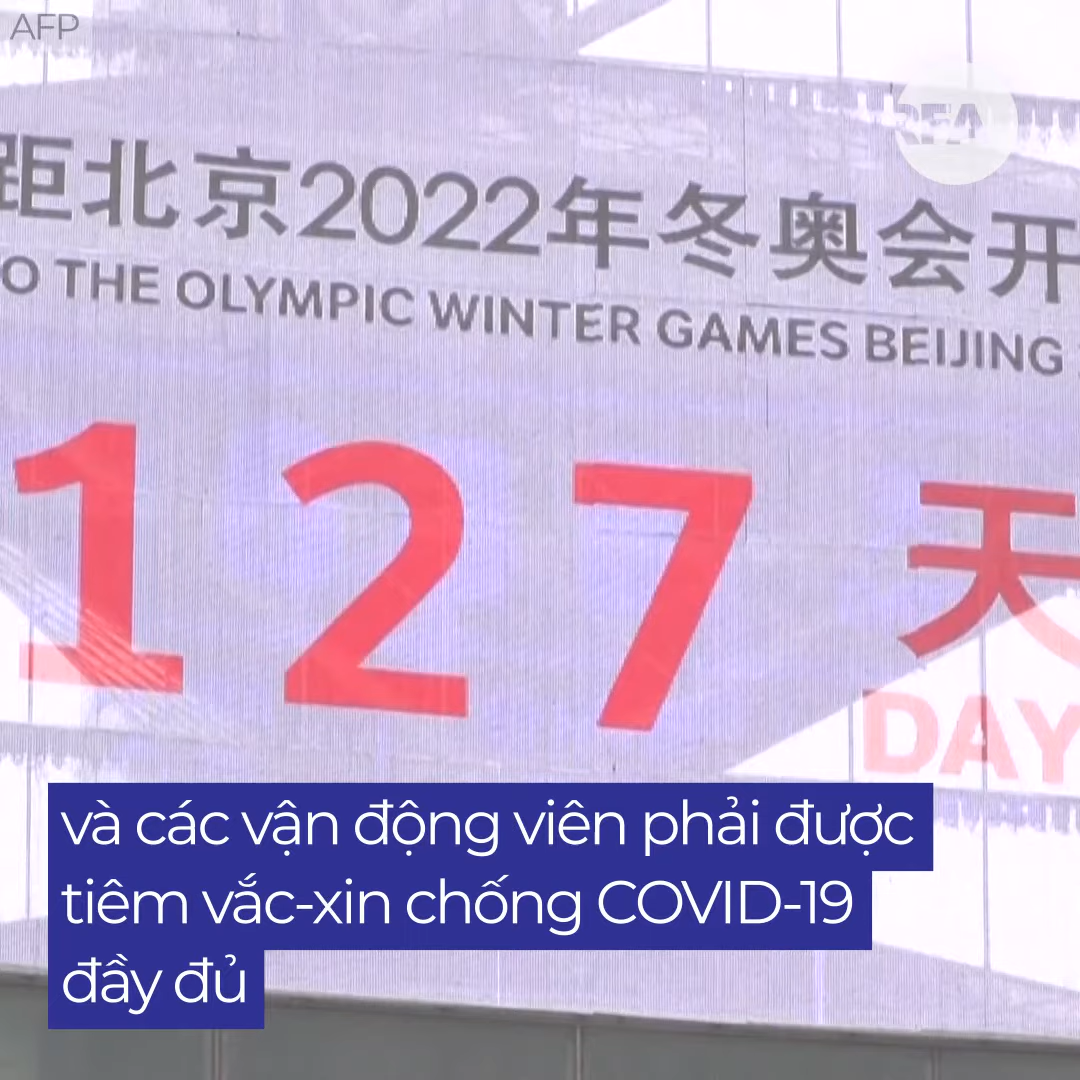 AFP
RFA
距北京2022年冬奥会开
O THE OLYMPIC WINTER GAMES BEIJING
127 天
DAY
và các vận động viên phải được
tiêm vắc-xin chống COVID-19
đầy đủ